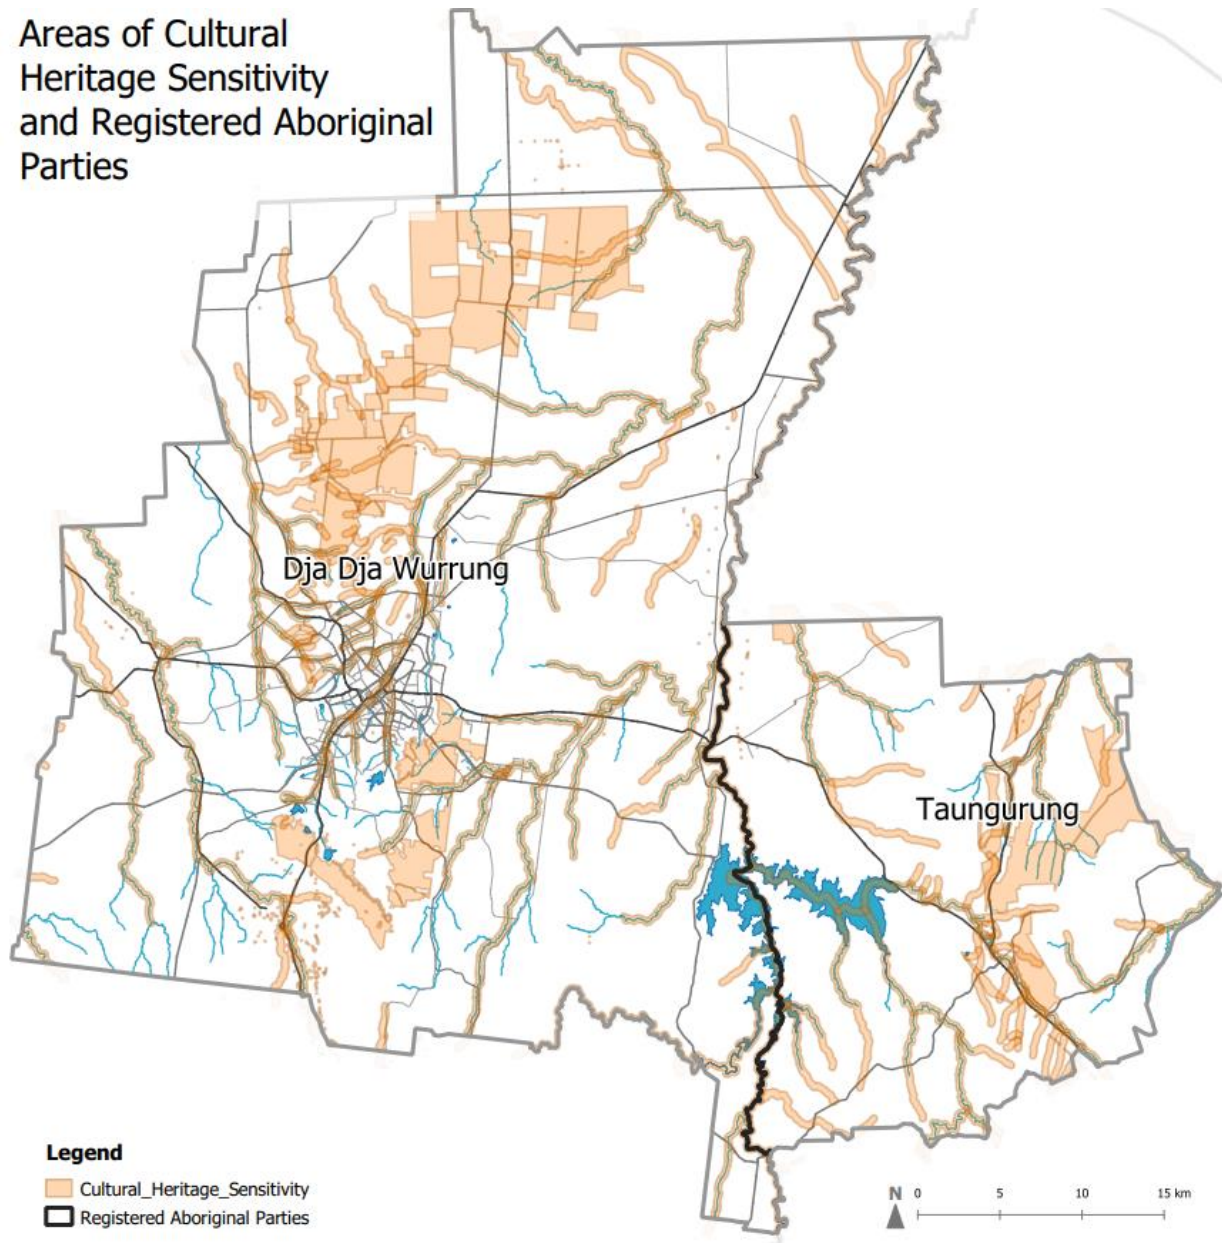 Areas of Cultural
Heritage Sensitivity
and Registered Aboriginal
Parties
Dja Dja Wurrung
Taungurung
Legend
Cultural_Heritage_Sensitivity
Registered Aboriginal Parties
N 0 5 10 15 km